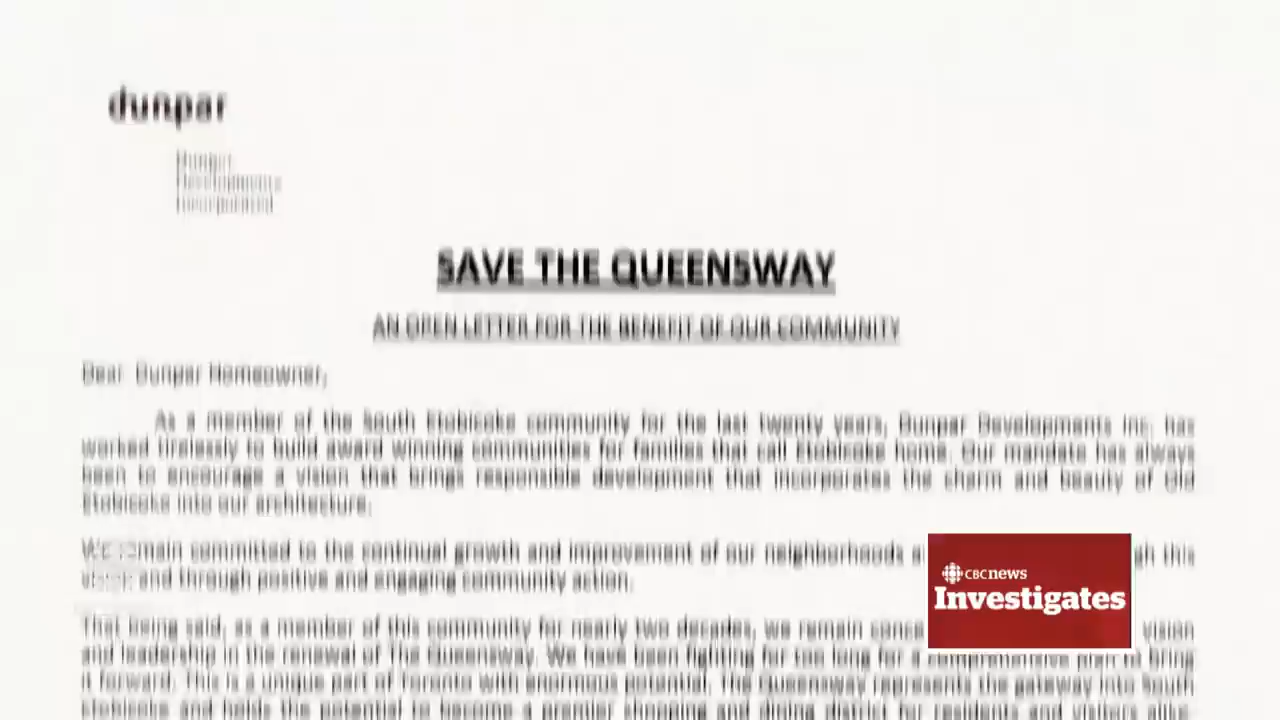 dunpar
Dunpar
Developments
Incorporated
SAVE THE QUEENSWAY
AN OPEN LETTER FOR THE BENEFIT OF OUR COMMUNITY
Dear Dunpar Homeowner,
As a member of the South Etobicoke community for the last twenty years, Dunpar Developments Inc. has
worked tirelessly to build award winning communities for families that call Etobicoke home. Our mandate has always
been to encourage a vision that brings responsible development that incorporates the charm and beauty of Old
Etobicoke into our architecture.
We remain committed to the continual growth and improvement of our neighborhoods gh this
vision and through positive and engaging community action.
CBCnews
Investigates
That being said, as a member of this community for nearly two decades, we remain conce vision
and leadership in the renewal of The Queensway. We have been fighting for too long for a comprehensive plan to bring
it forward. This is a unique part of Toronto with enormous potential. The Queensway represents the gateway into South
Etobicoke and holds the potential to become a premier shopping and dining district for residents and visitors alike.